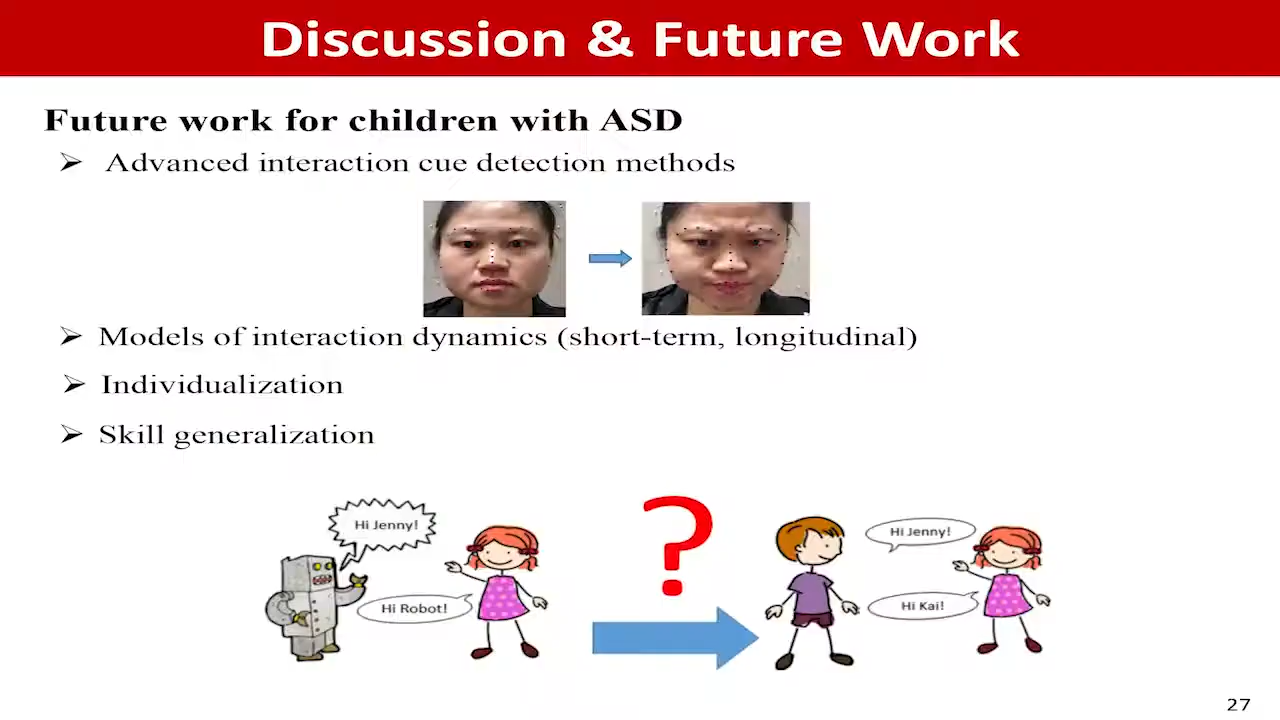 Discussion & Future Work
Future work for children with ASD
➢ Advanced interaction cue detection methods
➢ Models of interaction dynamics (short-term, longitudinal)
➢ Individualization
➢ Skill generalization
Hi Jenny!
Hi Robot!
?
Hi Jenny!
Hi Kai!
27